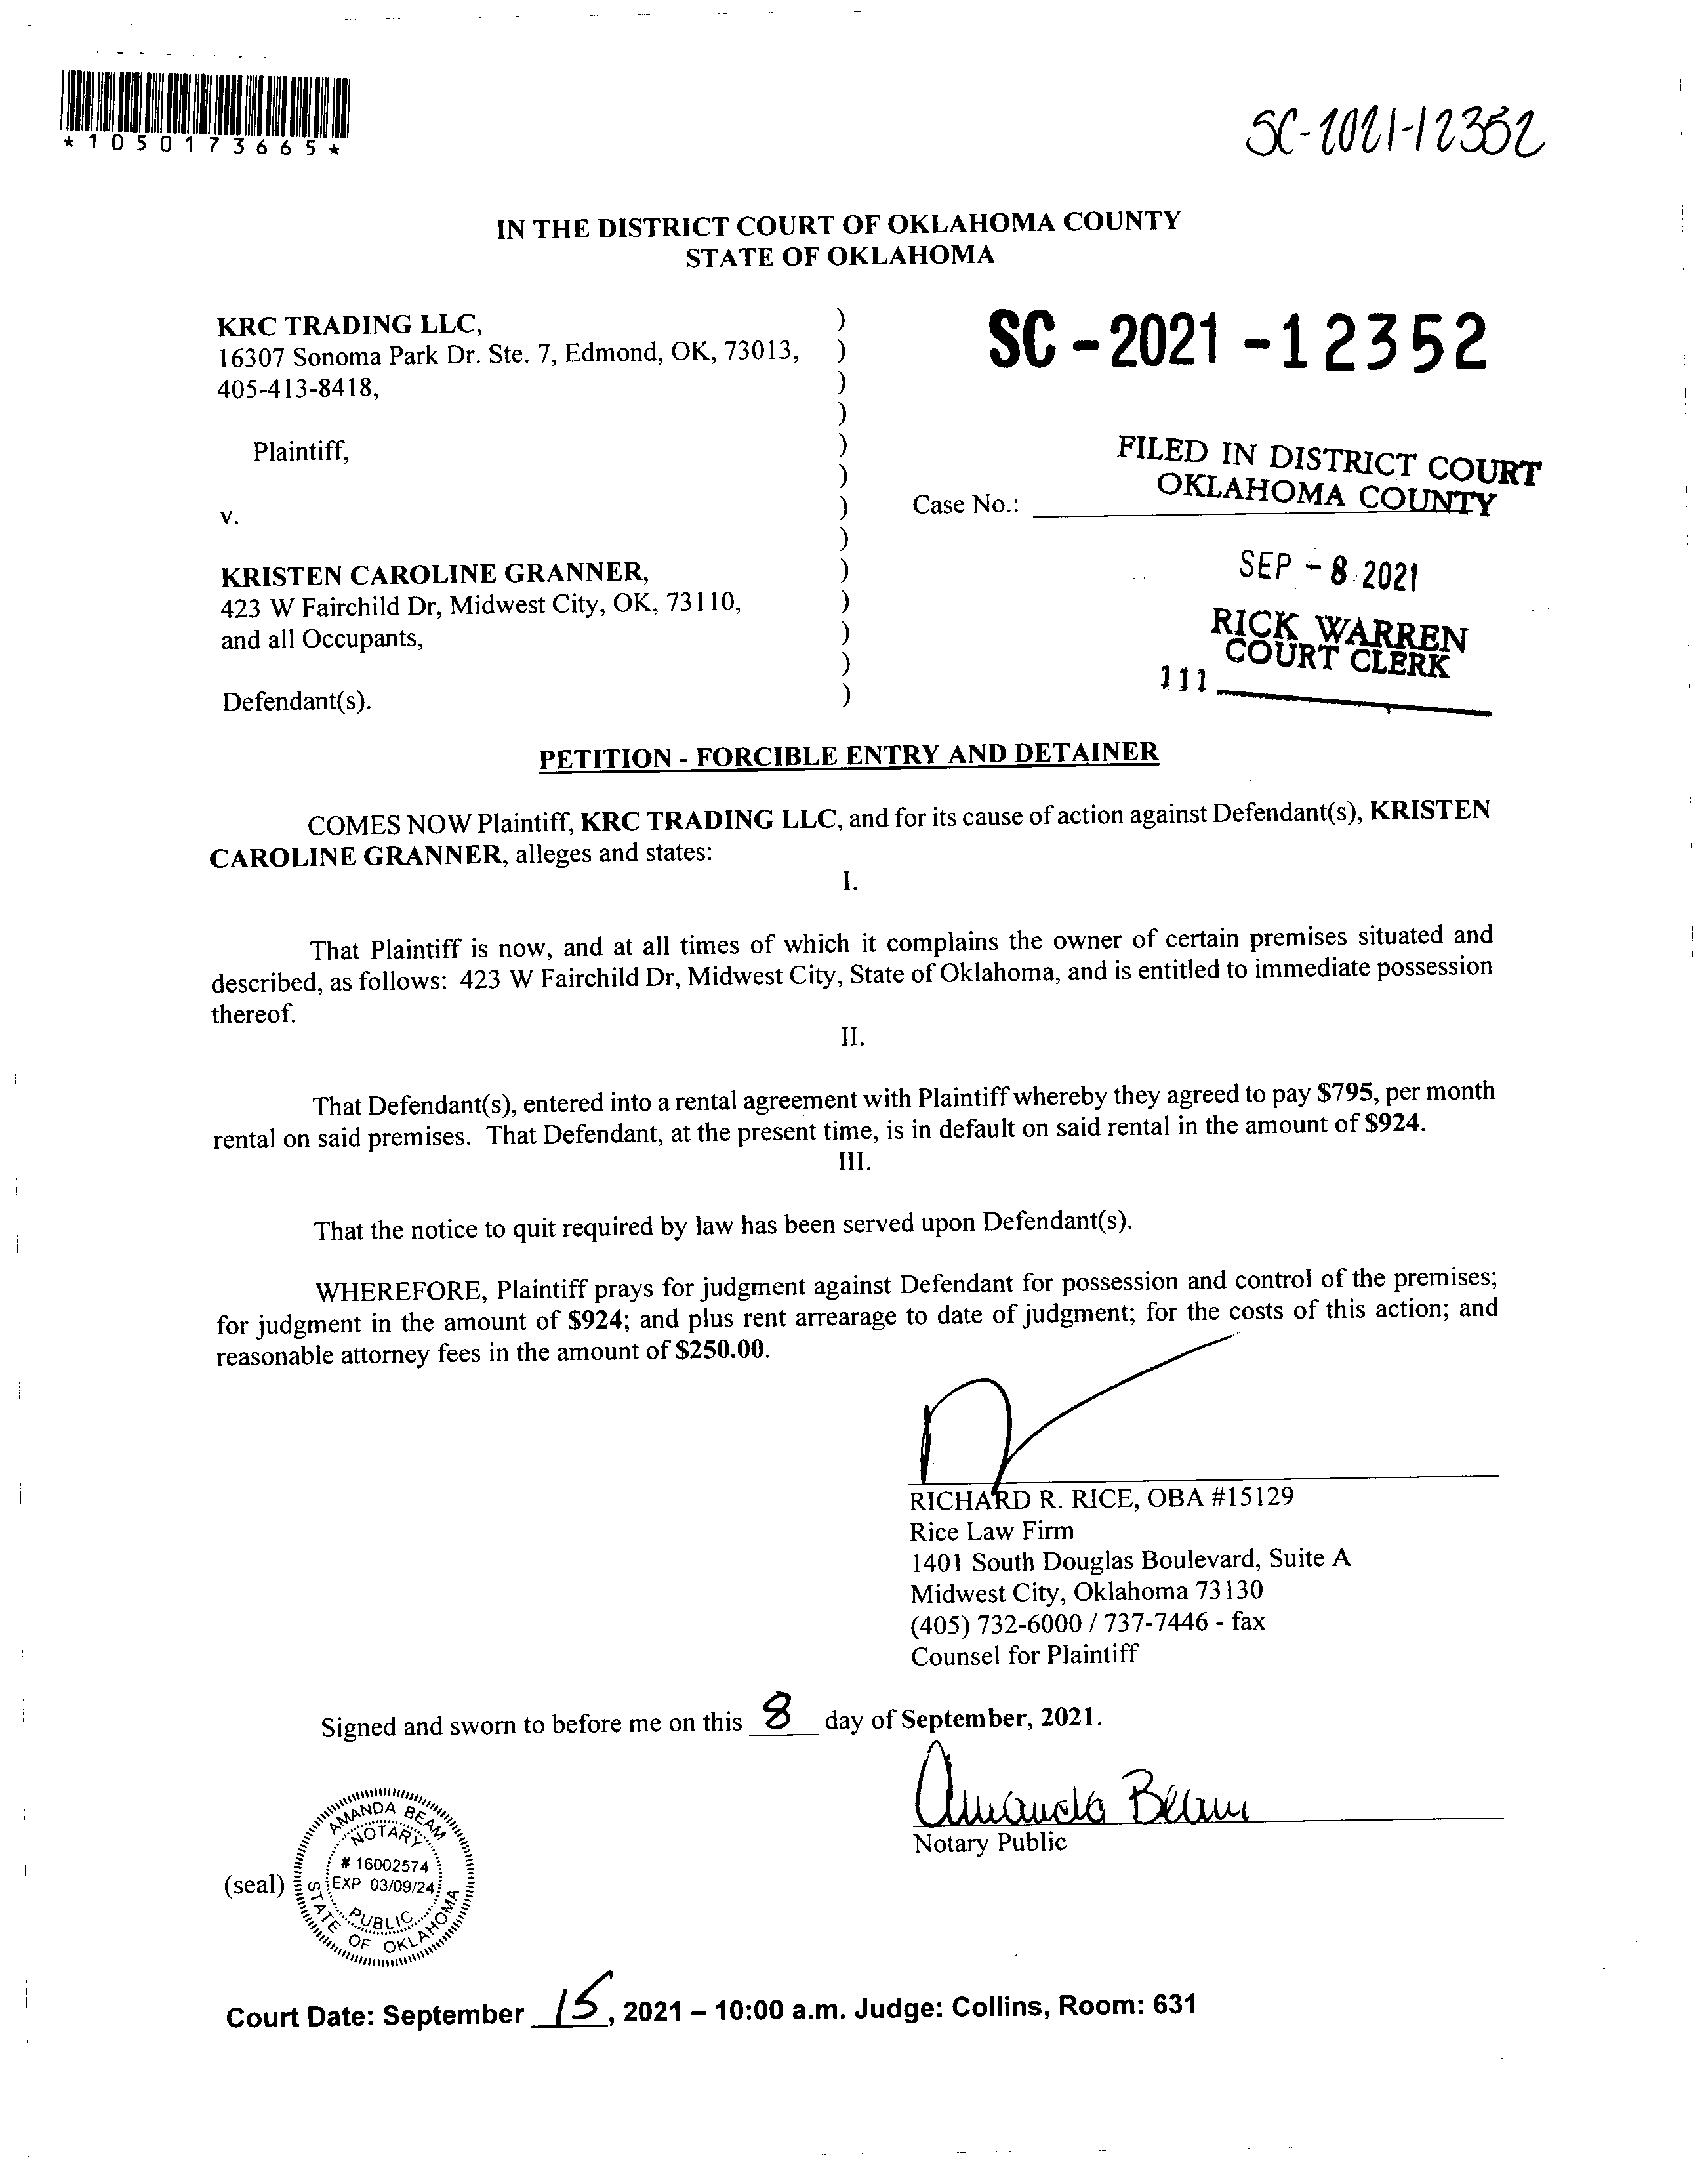 *1050173665*
SC-2021-12352
IN THE DISTRICT COURT OF OKLAHOMA COUNTY
STATE OF OKLAHOMA
KRC TRADING LLC, )
16307 Sonoma Park Dr. Ste. 7, Edmond, OK, 73013, )
405-413-8418, )
)
Plaintiff, )
)
v. )
)
KRISTEN CAROLINE GRANNER, )
423 W Fairchild Dr, Midwest City, OK, 73110, )
and all Occupants, )
)
Defendant(s). )
SC-2021-12352
FILED IN DISTRICT COURT
OKLAHOMA COUNTY
Case No.:
SEP - 8 2021
RICK WARREN
COURT CLERK
111
PETITION - FORCIBLE ENTRY AND DETAINER
COMES NOW Plaintiff, KRC TRADING LLC, and for its cause of action against Defendant(s), KRISTEN
CAROLINE GRANNER, alleges and states:
I.
That Plaintiff is now, and at all times of which it complains the owner of certain premises situated and
described, as follows: 423 W Fairchild Dr, Midwest City, State of Oklahoma, and is entitled to immediate possession
thereof.
II.
That Defendant(s), entered into a rental agreement with Plaintiff whereby they agreed to pay $795, per month
rental on said premises. That Defendant, at the present time, is in default on said rental in the amount of $924.
III.
That the notice to quit required by law has been served upon Defendant(s).
WHEREFORE, Plaintiff prays for judgment against Defendant for possession and control of the premises;
for judgment in the amount of $924; and plus rent arrearage to date of judgment; for the costs of this action; and
reasonable attorney fees in the amount of $250.00.
RICHARD R. RICE, OBA #15129
Rice Law Firm
1401 South Douglas Boulevard, Suite A
Midwest City, Oklahoma 73130
(405) 732-6000 / 737-7446 - fax
Counsel for Plaintiff
Signed and sworn to before me on this 8 day of September, 2021.
Amanda Beam
Notary Public
(seal)
AMANDA BEAM
NOTARY
# 16002574
EXP. 03/09/24
PUBLIC
STATE OF OKLAHOMA
Court Date: September 15, 2021 – 10:00 a.m. Judge: Collins, Room: 631